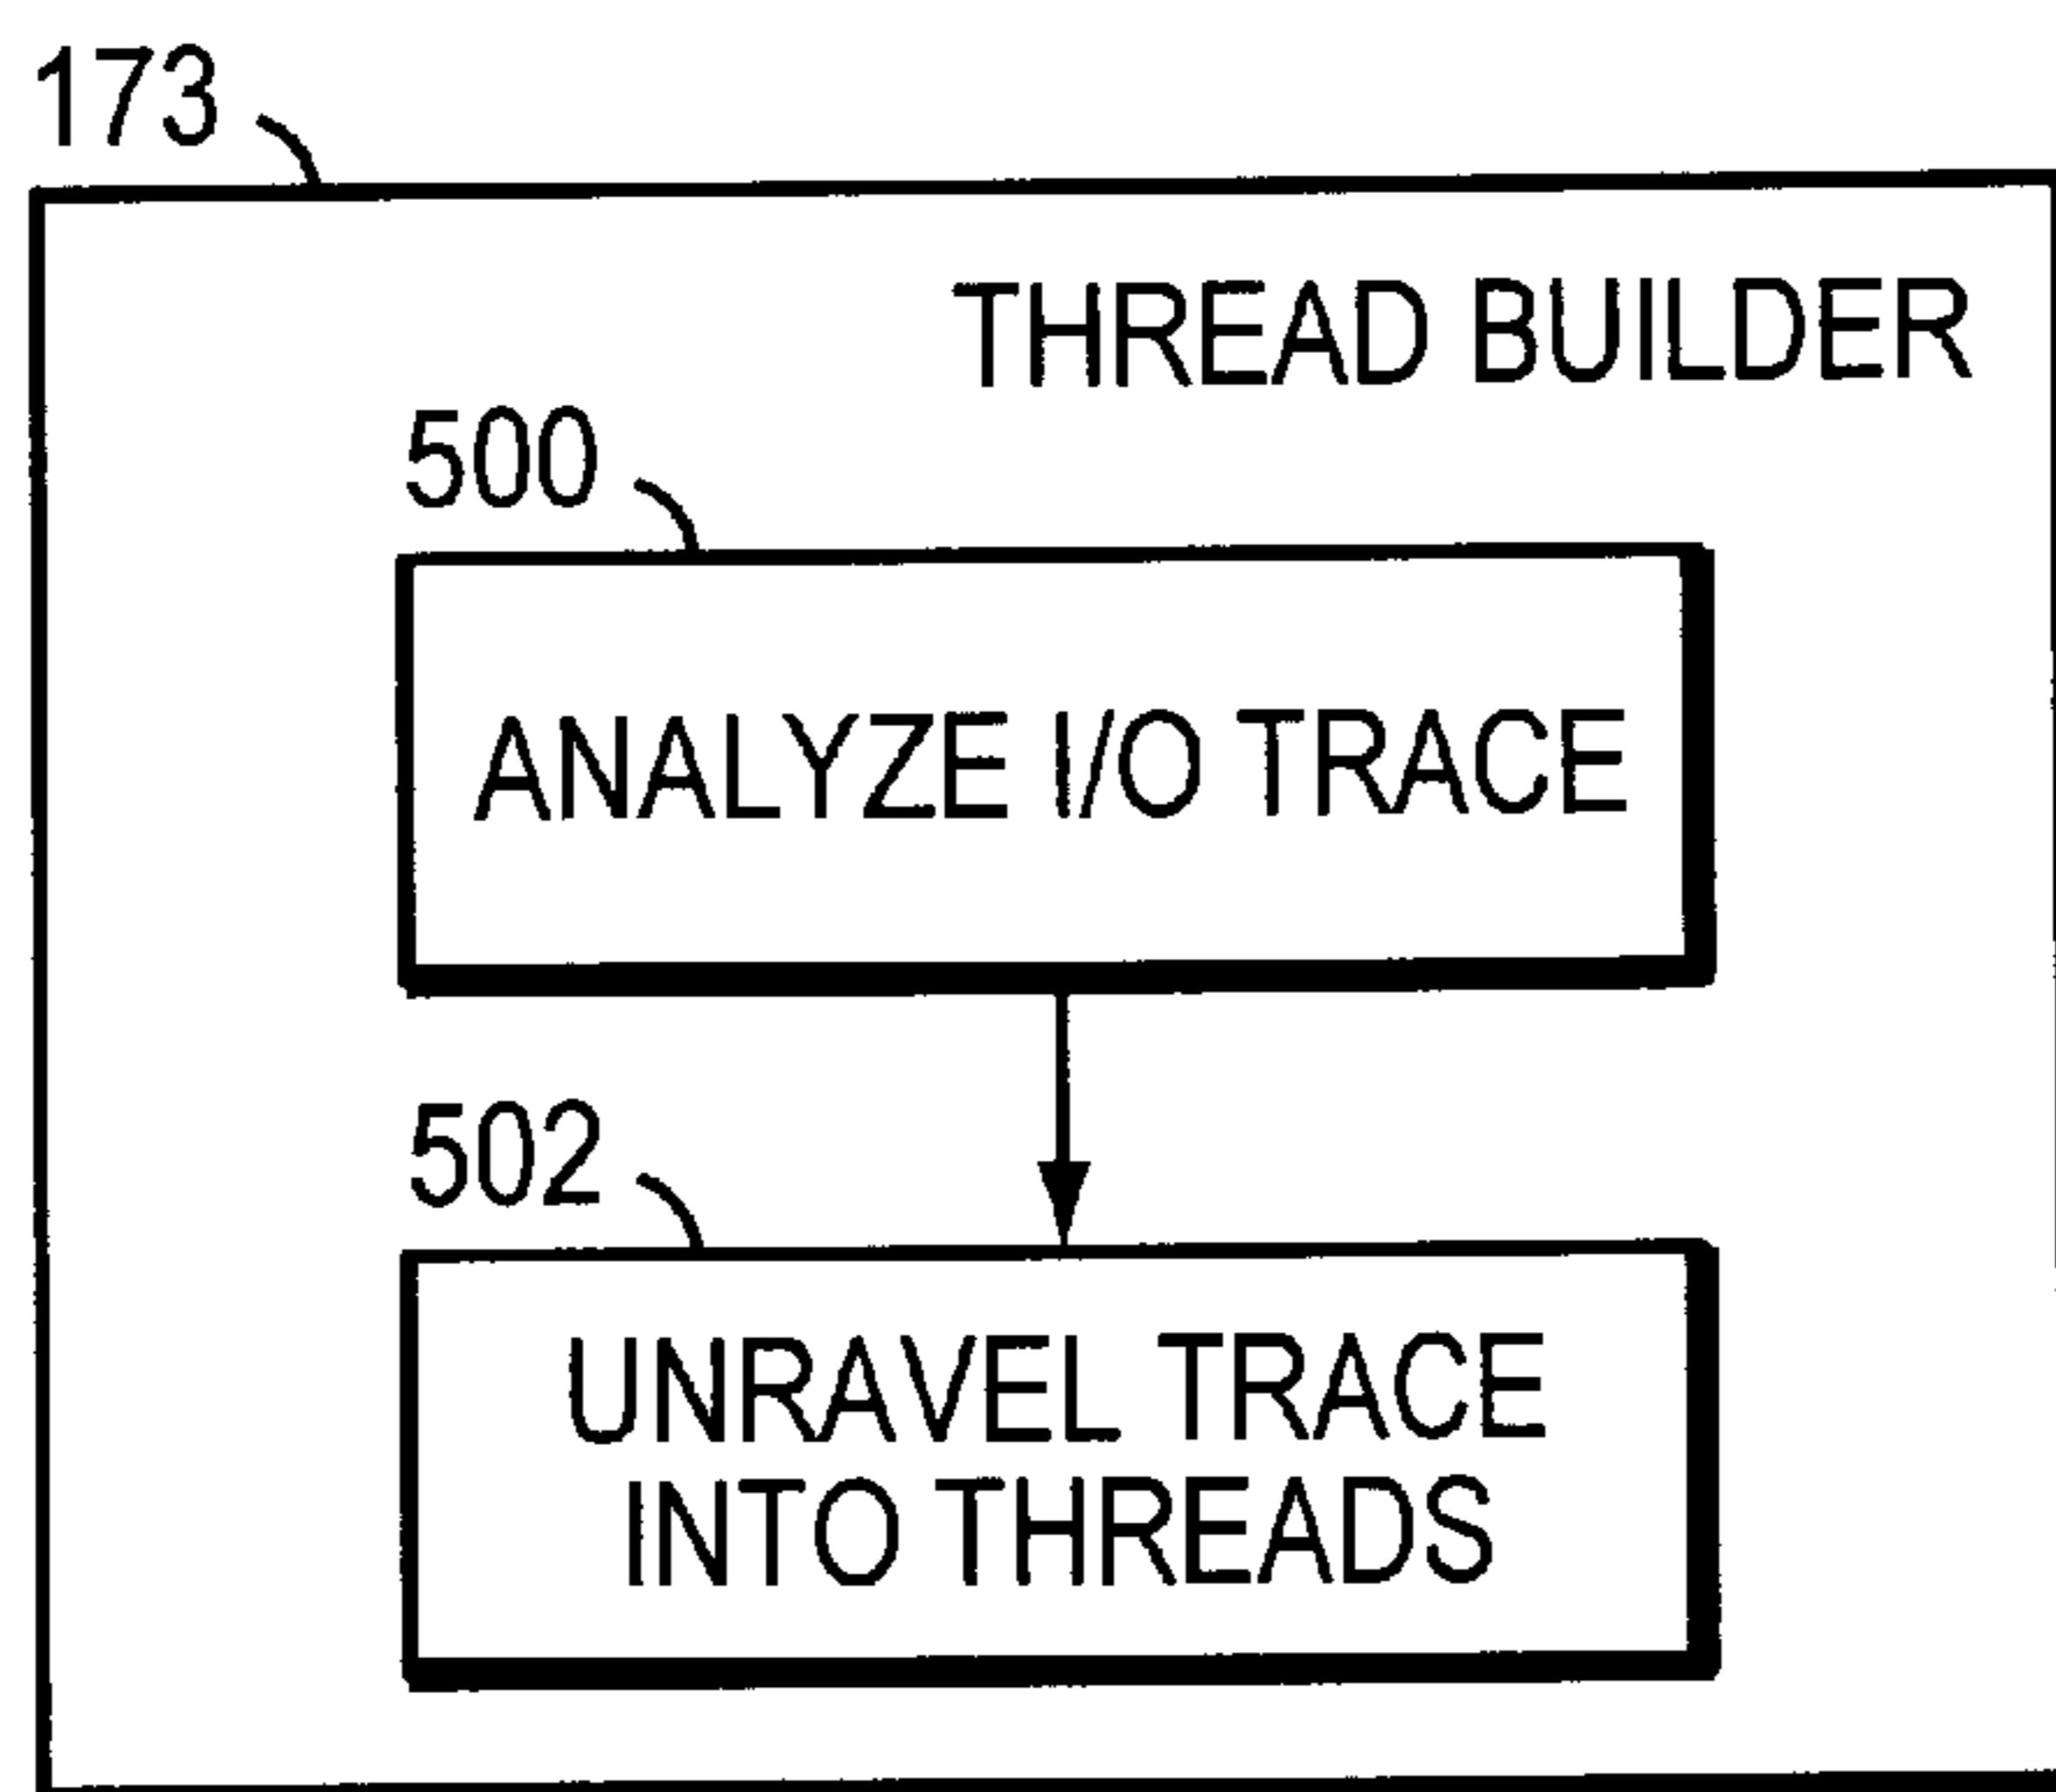 173
THREAD BUILDER
500
ANALYZE I/O TRACE
502
UNRAVEL TRACE
INTO THREADS